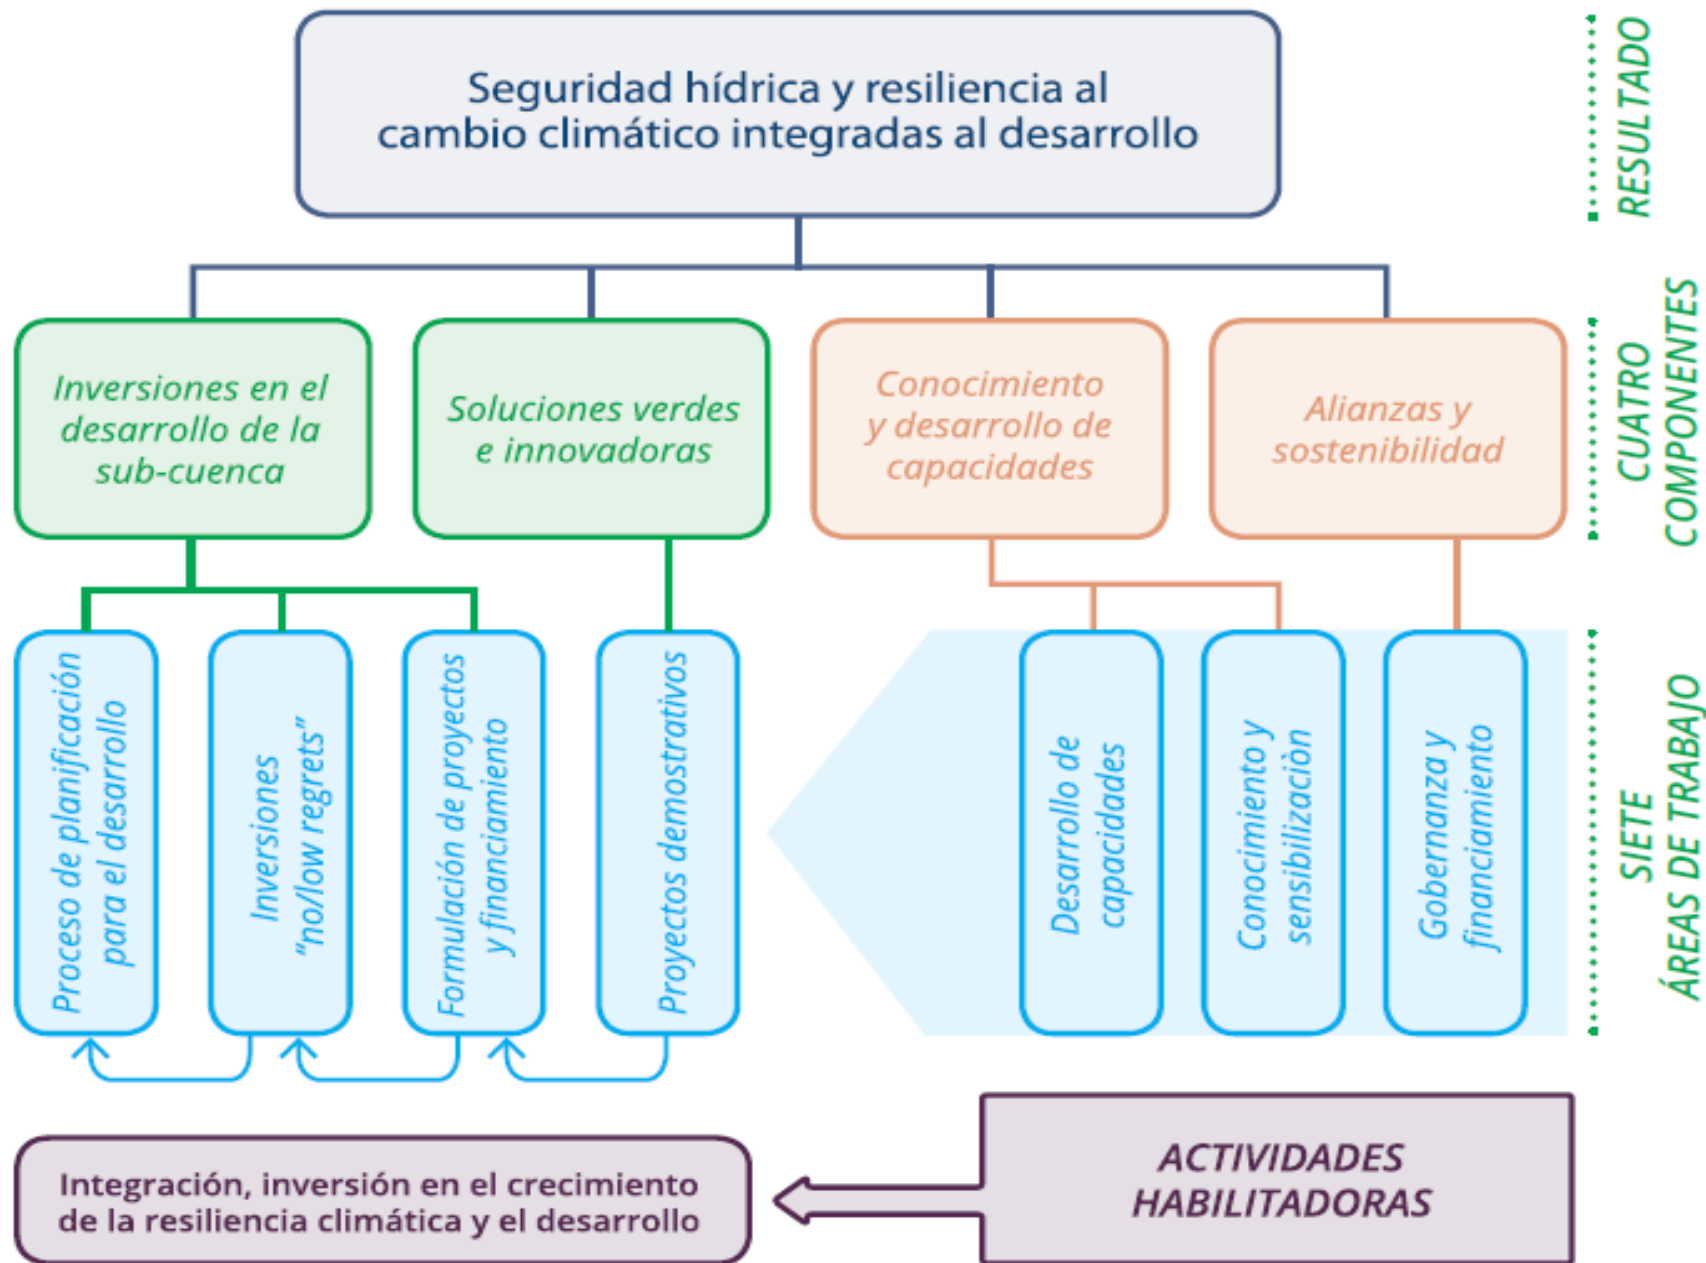 Seguridad hídrica y resiliencia al
cambio climático integradas al desarrollo
RESULTADO
Inversiones en el
desarrollo de la
sub-cuenca
Soluciones verdes
e innovadoras
Conocimiento
y desarrollo de
capacidades
Alianzas y
sostenibilidad
CUATRO
COMPONENTES
Proceso de planificación
para el desarrollo
Inversiones
“no/low regrets”
Formulación de proyectos
y financiamiento
Proyectos demostrativos
Desarrollo de
capacidades
Conocimiento y
sensibilizaciòn
Gobernanza y
financiamiento
SIETE
ÁREAS DE TRABAJO
Integración, inversión en el crecimiento
de la resiliencia climática y el desarrollo
ACTIVIDADES
HABILITADORAS